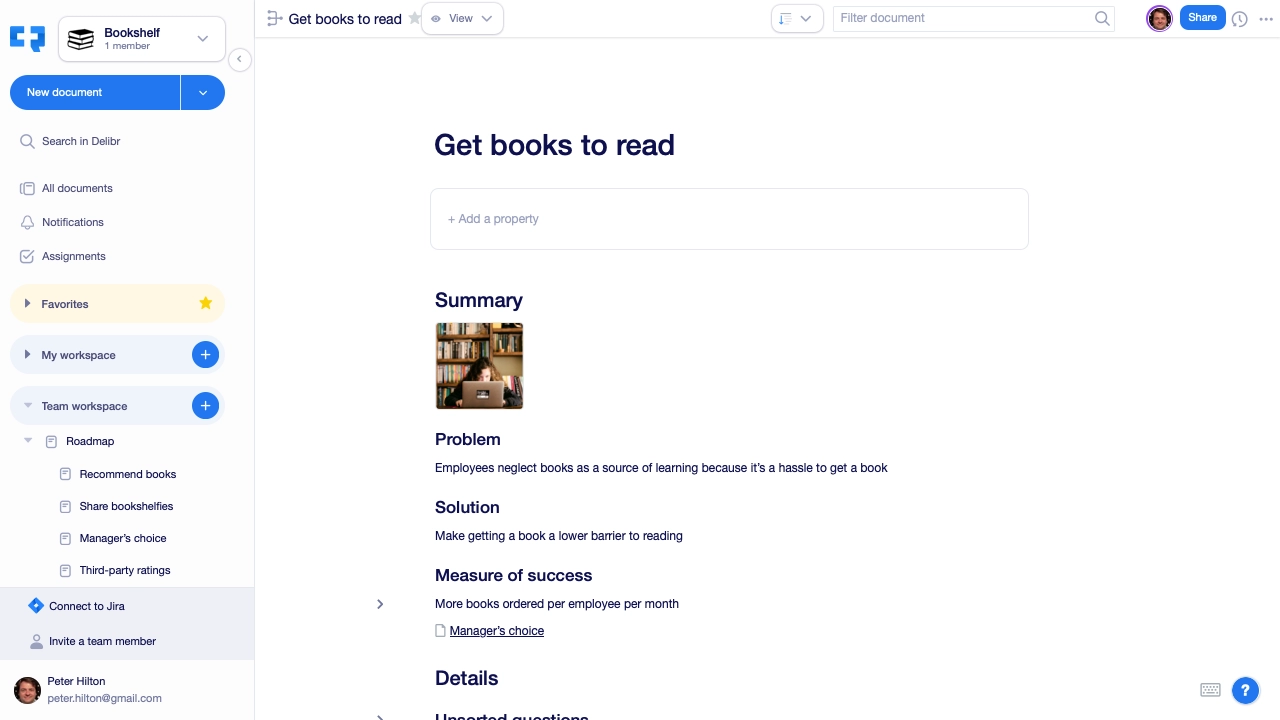 Bookshelf
1 member
New document
Search in Delibr
All documents
Notifications
Assignments
Favorites
My workspace
Team workspace
Roadmap
Recommend books
Share bookshelfies
Manager's choice
Third-party ratings
Connect to Jira
Invite a team member
Peter Hilton
peter.hilton@gmail.com
Get books to read
View
Filter document
Share
Get books to read
+ Add a property
Summary
Problem
Employees neglect books as a source of learning because it's a hassle to get a book
Solution
Make getting a book a lower barrier to reading
Measure of success
More books ordered per employee per month
Manager's choice
Details
Unsorted questions
?